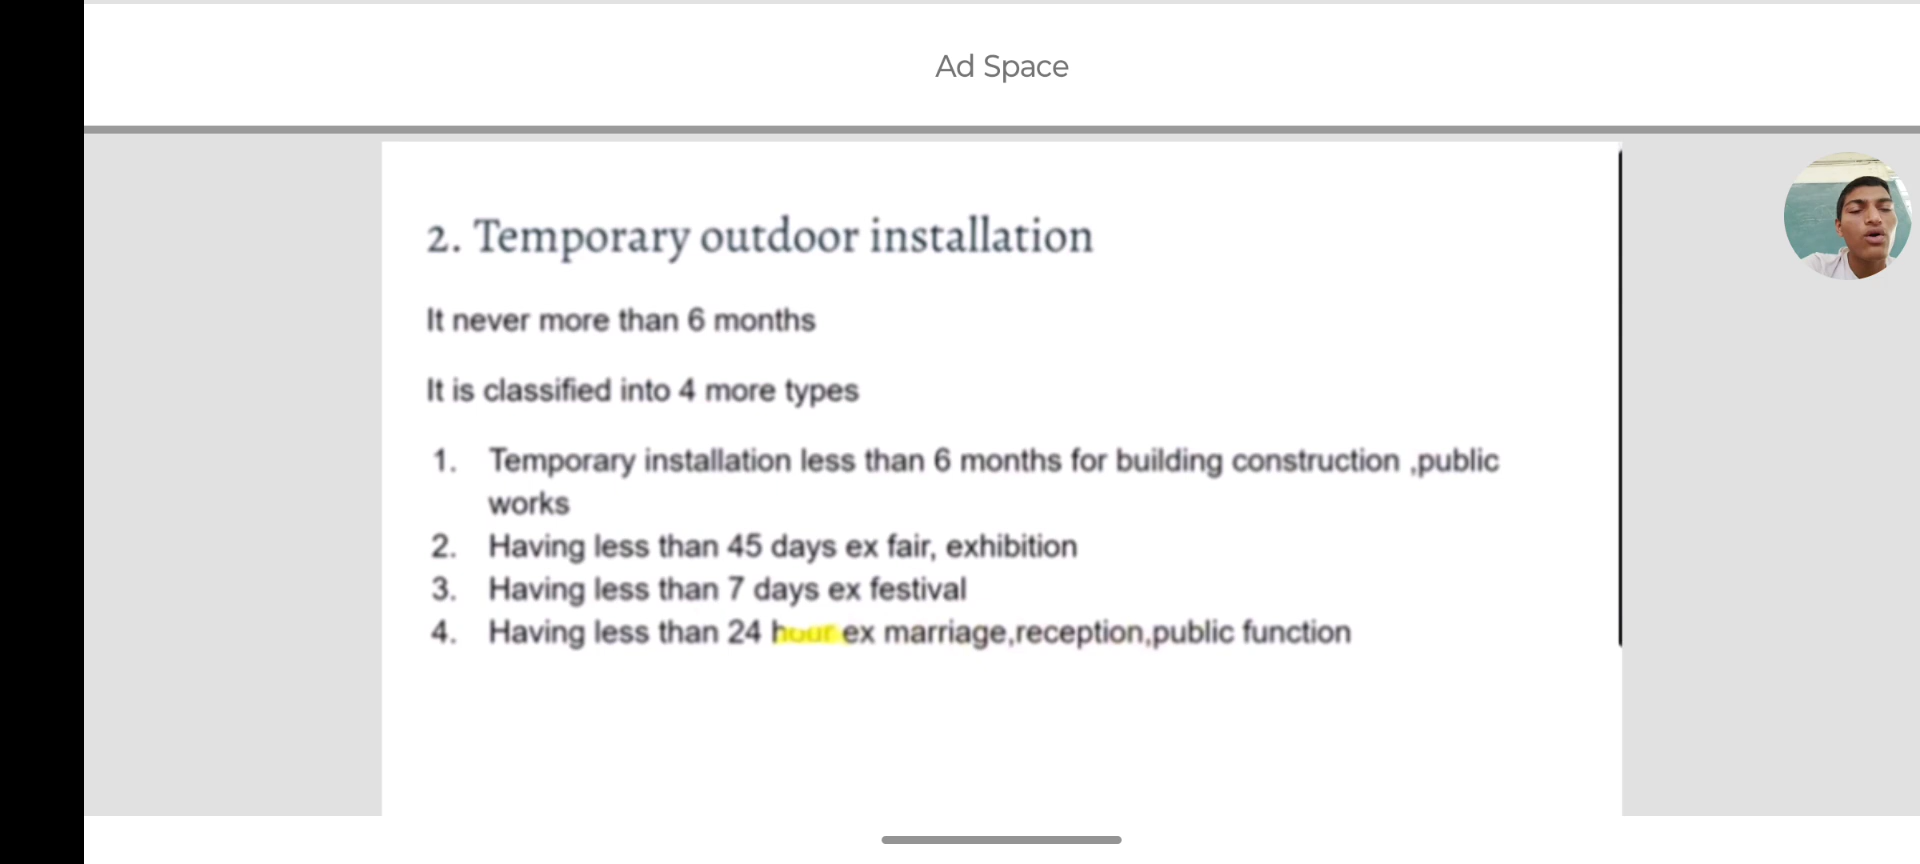 Ad Space
2. Temporary outdoor installation
It never more than 6 months
It is classified into 4 more types
1. Temporary installation less than 6 months for building construction ,public
works
2. Having less than 45 days ex fair, exhibition
3. Having less than 7 days ex festival
4. Having less than 24 hour ex marriage,reception,public function